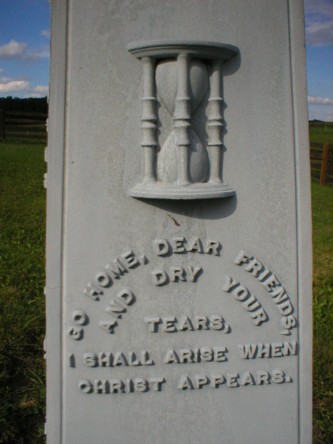 GO HOME, DEAR FRIENDS,
AND DRY YOUR
TEARS,
I SHALL ARISE WHEN
CHRIST APPEARS.